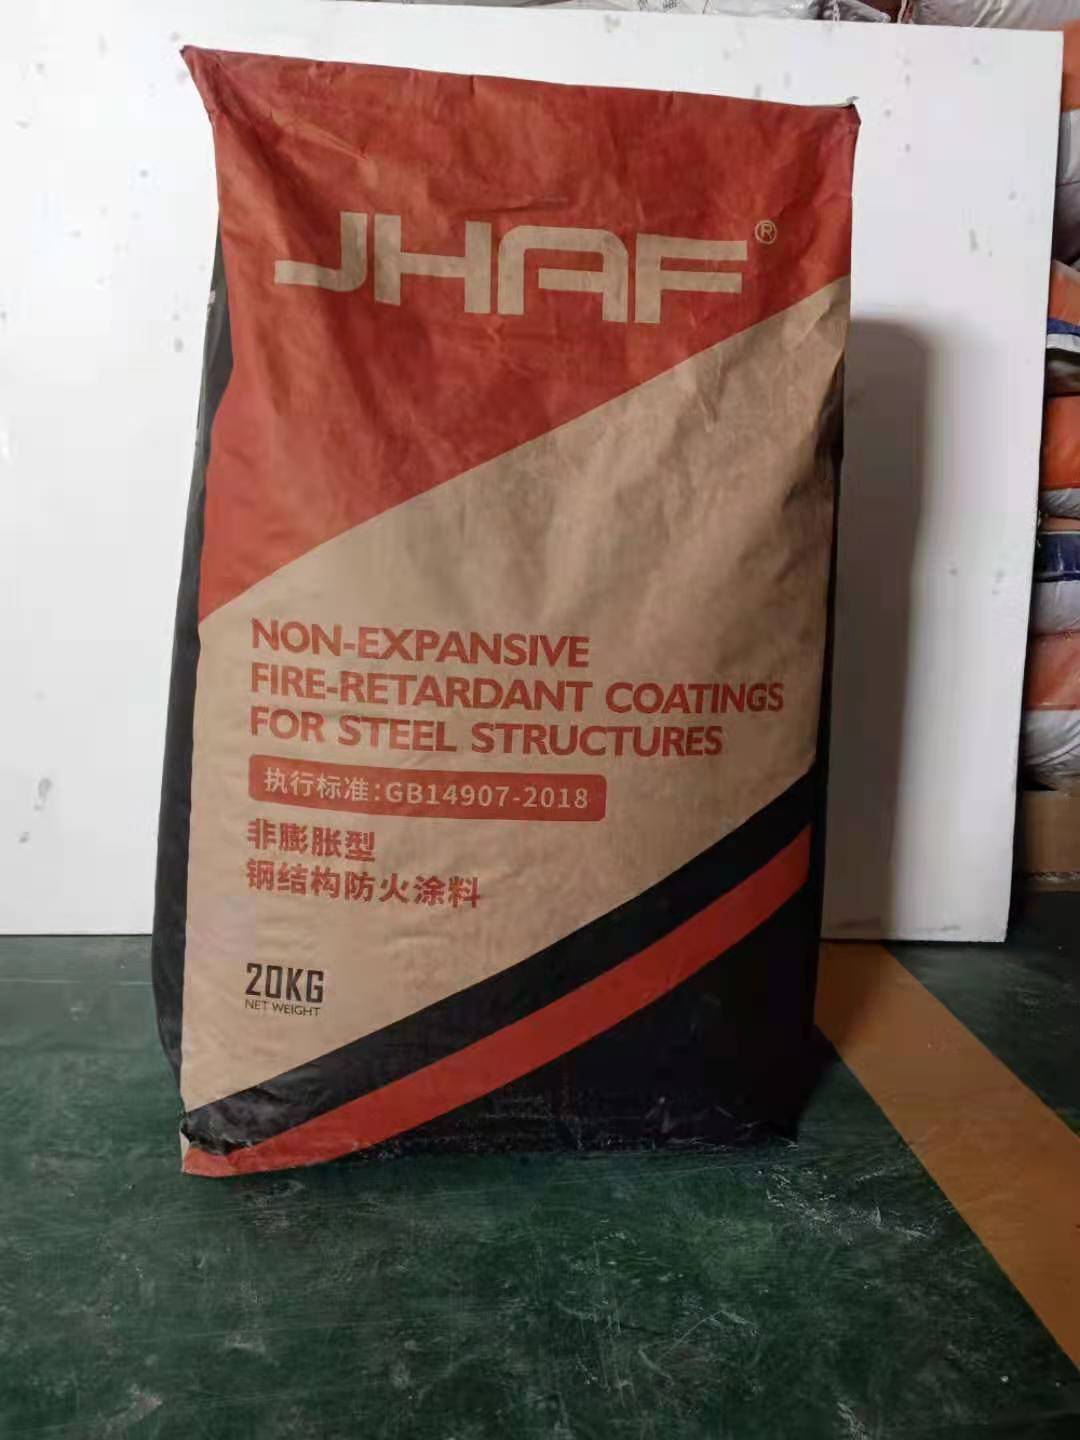 JHAF®
NON-EXPANSIVE
FIRE-RETARDANT COATINGS
FOR STEEL STRUCTURES
执行标准:GB14907-2018
非膨胀型
钢结构防火涂料
20KG
NET WEIGHT